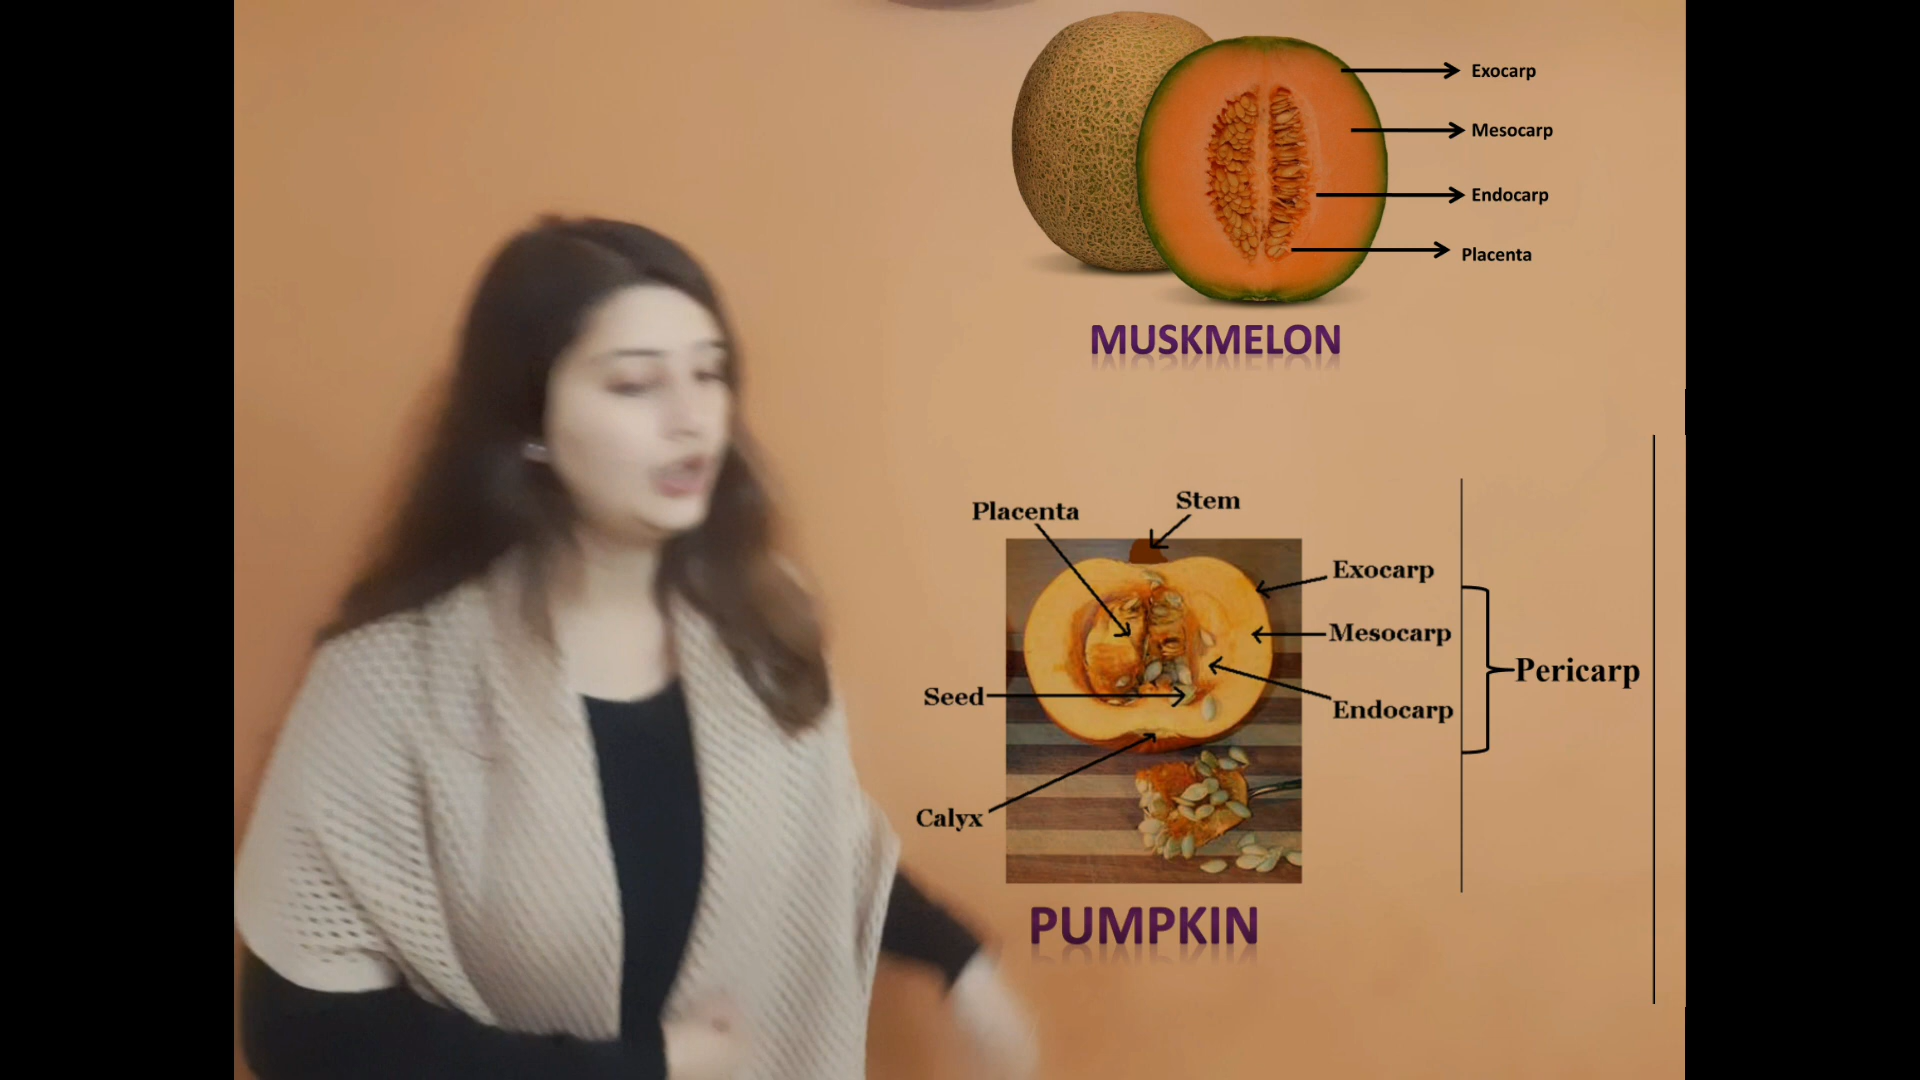 Exocarp
Mesocarp
Endocarp
Placenta
MUSKMELON
Placenta
Stem
Exocarp
Mesocarp
Pericarp
Seed
Endocarp
Calyx
PUMPKIN